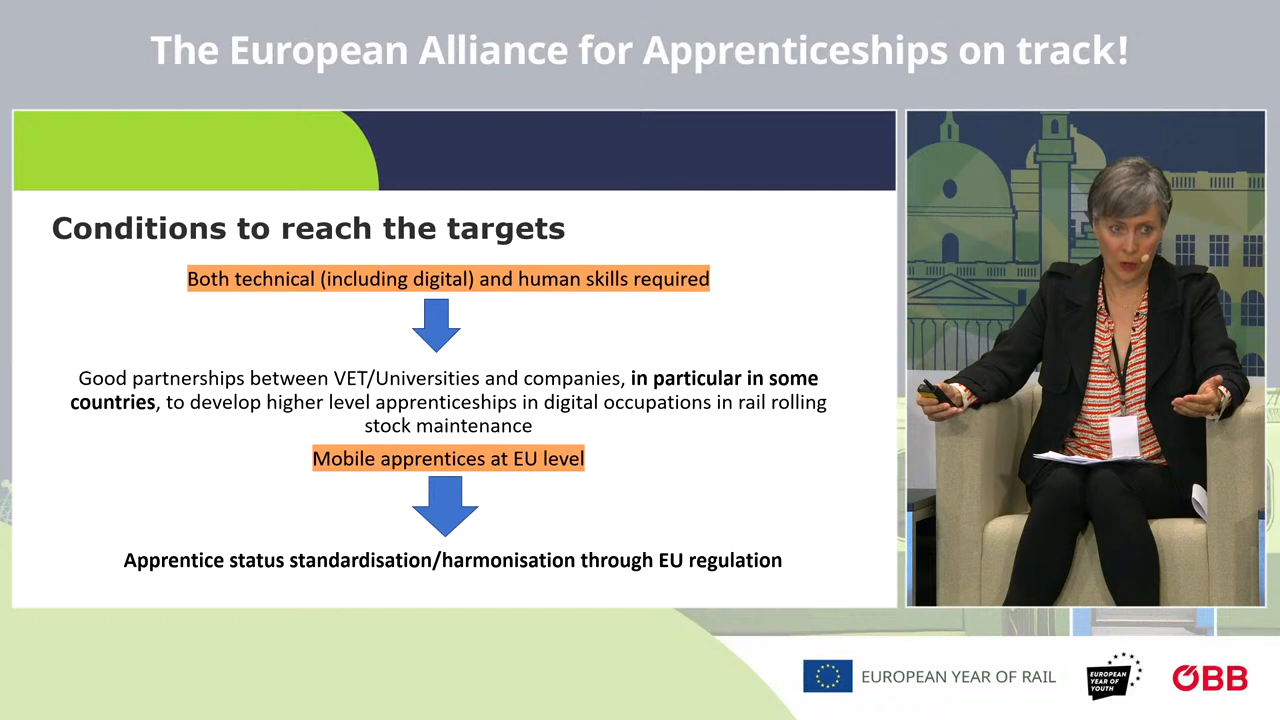 The European Alliance for Apprenticeships on track!
Conditions to reach the targets
Both technical (including digital) and human skills required
Good partnerships between VET/Universities and companies, in particular in some
countries, to develop higher level apprenticeships in digital occupations in rail rolling
stock maintenance
Mobile apprentices at EU level
Apprentice status standardisation/harmonisation through EU regulation
EUROPEAN YEAR OF RAIL
EUROPEAN
YEAR OF
YOUTH
ÖBB